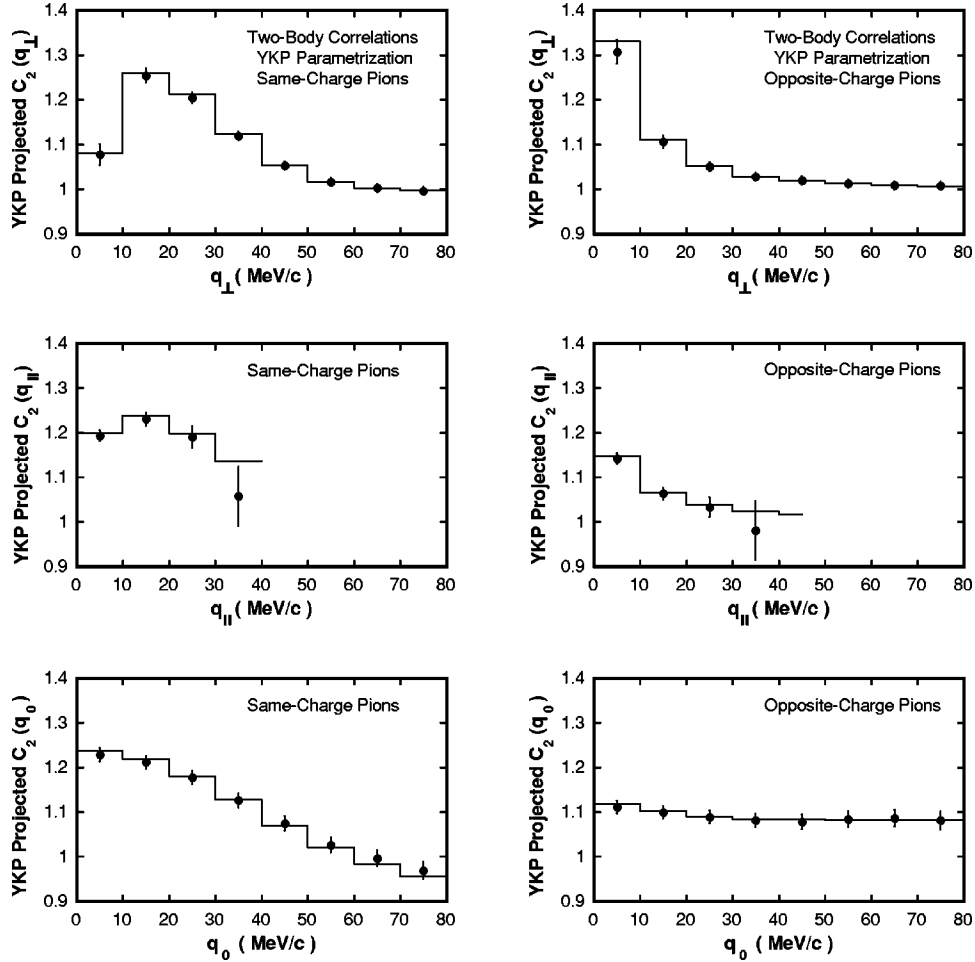 1.4
1.3
1.2
1.1
1
0.9
YKP Projected C2 (q⊥)
Two-Body Correlations
YKP Parametrization
Same-Charge Pions
0 10 20 30 40 50 60 70 80
q⊥ ( MeV/c )
1.4
1.3
1.2
1.1
1
0.9
YKP Projected C2 (q⊥)
Two-Body Correlations
YKP Parametrization
Opposite-Charge Pions
0 10 20 30 40 50 60 70 80
q⊥ ( MeV/c )
1.4
1.3
1.2
1.1
1
0.9
YKP Projected C2 (q||)
Same-Charge Pions
0 10 20 30 40 50 60 70 80
q|| ( MeV/c )
1.4
1.3
1.2
1.1
1
0.9
YKP Projected C2 (q||)
Opposite-Charge Pions
0 10 20 30 40 50 60 70 80
q|| ( MeV/c )
1.4
1.3
1.2
1.1
1
0.9
YKP Projected C2 (q0)
Same-Charge Pions
0 10 20 30 40 50 60 70 80
q0 ( MeV/c )
1.4
1.3
1.2
1.1
1
0.9
YKP Projected C2 (q0)
Opposite-Charge Pions
0 10 20 30 40 50 60 70 80
q0 ( MeV/c )